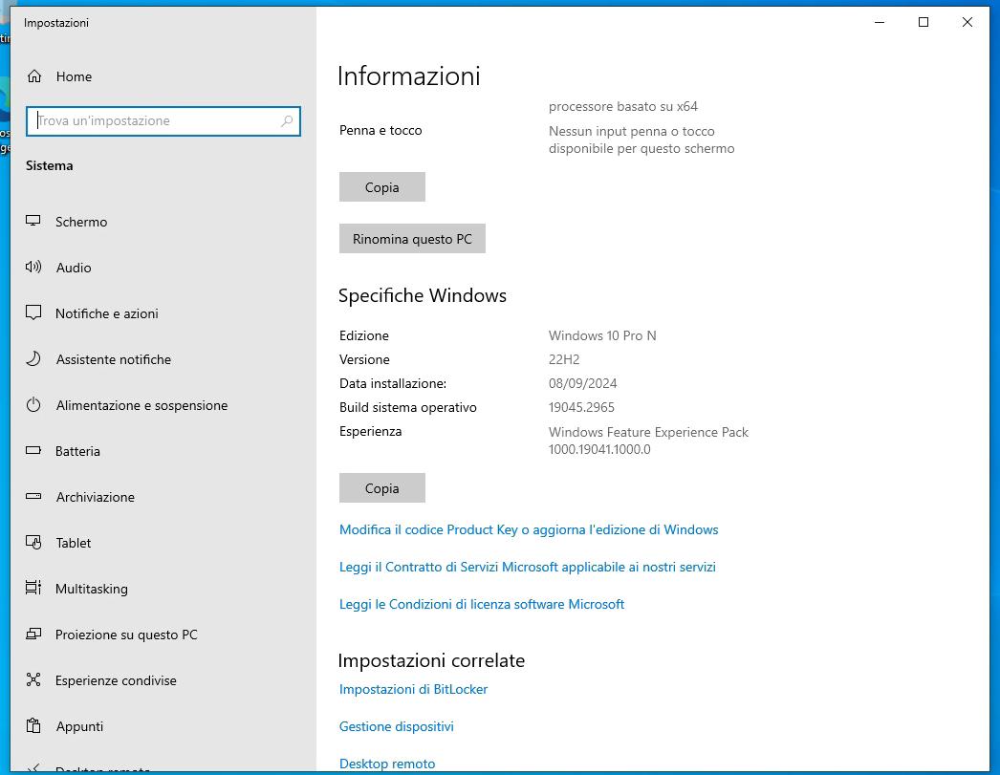 Impostazioni
Home
Trova un'impostazione
Sistema
Schermo
Audio
Notifiche e azioni
Assistente notifiche
Alimentazione e sospensione
Batteria
Archiviazione
Tablet
Multitasking
Proiezione su questo PC
Esperienze condivise
Appunti
Desktop remoto
Informazioni
processore basato su x64
Penna e tocco Nessun input penna o tocco
disponibile per questo schermo
Copia
Rinomina questo PC
Specifiche Windows
Edizione Windows 10 Pro N
Versione 22H2
Data installazione: 08/09/2024
Build sistema operativo 19045.2965
Esperienza Windows Feature Experience Pack
1000.19041.1000.0
Copia
Modifica il codice Product Key o aggiorna l'edizione di Windows
Leggi il Contratto di Servizi Microsoft applicabile ai nostri servizi
Leggi le Condizioni di licenza software Microsoft
Impostazioni correlate
Impostazioni di BitLocker
Gestione dispositivi
Desktop remoto